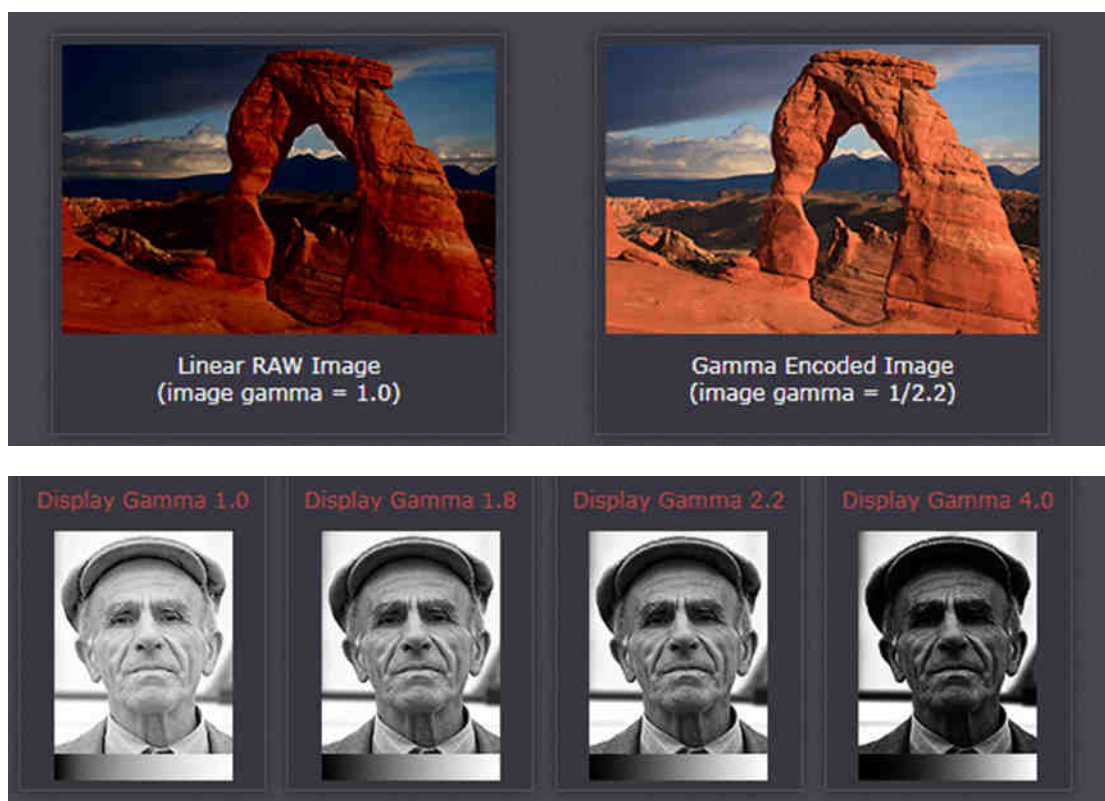 Linear RAW Image
(image gamma = 1.0)
Gamma Encoded Image
(image gamma = 1/2.2)
Display Gamma 1.0
Display Gamma 1.8
Display Gamma 2.2
Display Gamma 4.0